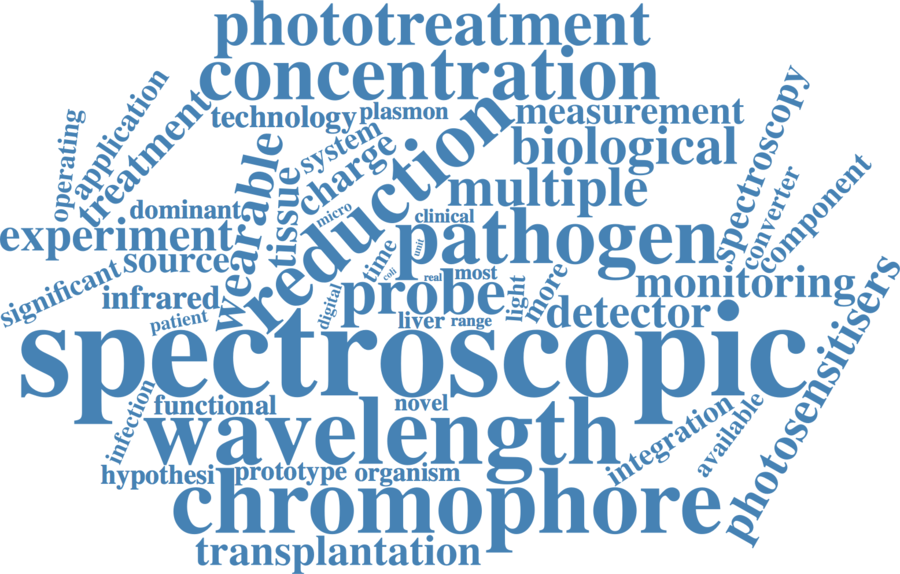 phototreatment
concentration
technology
plasmon
measurement
application
operating
treatment
system
charge
reduction
biological
spectroscopy
multiple
wearable
tissue
dominant
micro
clinical
converter
component
experiment
pathogen
unit
time
coli
real
most
source
significant
infrared
monitoring
probe
light
more
detector
digital
patient
liver
range
photosensitisers
spectroscopic
infection
functional
novel
wavelength
integration
available
hypothesi
prototype
organism
chromophore
transplantation